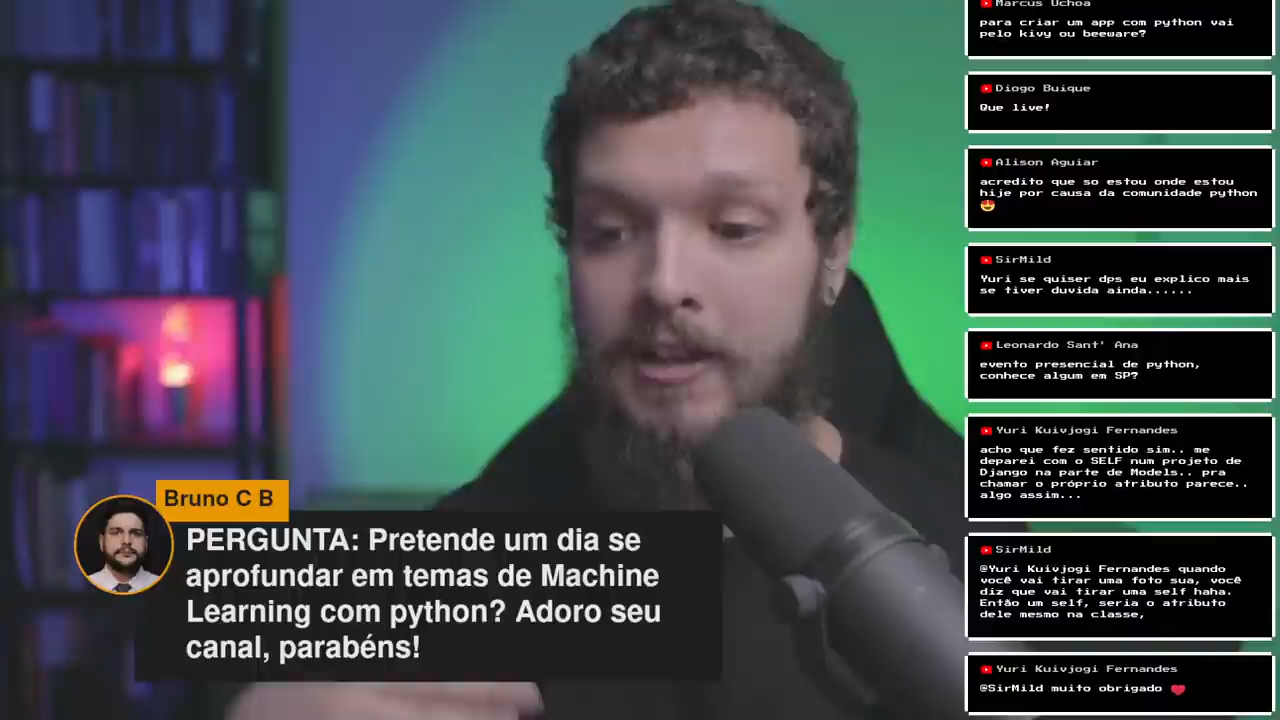 Bruno C B
PERGUNTA: Pretende um dia se
aprofundar em temas de Machine
Learning com python? Adoro seu
canal, parabéns!
Marcus Uchoa
para criar um app com python vai
pelo kivy ou beeware?
Diogo Buique
Que live!
Alison Aguiar
acredito que so estou onde estou
hije por causa da comunidade python
😍
SirMild
Yuri se quiser dps eu explico mais
se tiver duvida ainda......
Leonardo Sant' Ana
evento presencial de python,
conhece algum em SP?
Yuri Kuivjogi Fernandes
acho que fez sentido sim.. me
deparei com o SELF num projeto de
Django na parte de Models.. pra
chamar o próprio atributo parece..
algo assim...
SirMild
@Yuri Kuivjogi Fernandes quando
você vai tirar uma foto sua, você
diz que vai tirar uma self haha.
Então um self, seria o atributo
dele mesmo na classe,
Yuri Kuivjogi Fernandes
@SirMild muito obrigado ❤